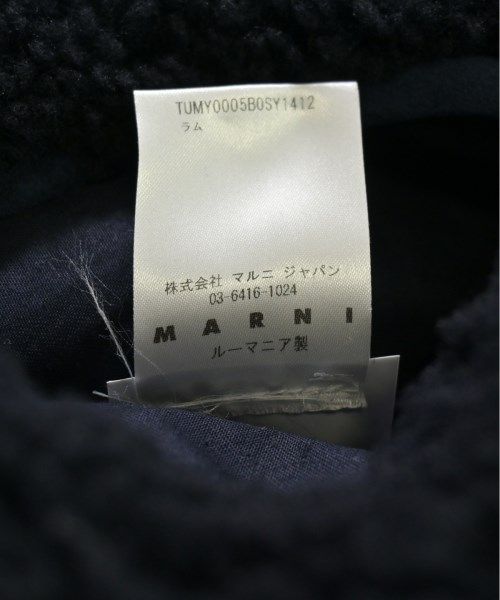 TUMY0005B0SY1412
ラム
株式会社 マルニ ジャパン
03-6416-1024
MARNI
ルーマニア製